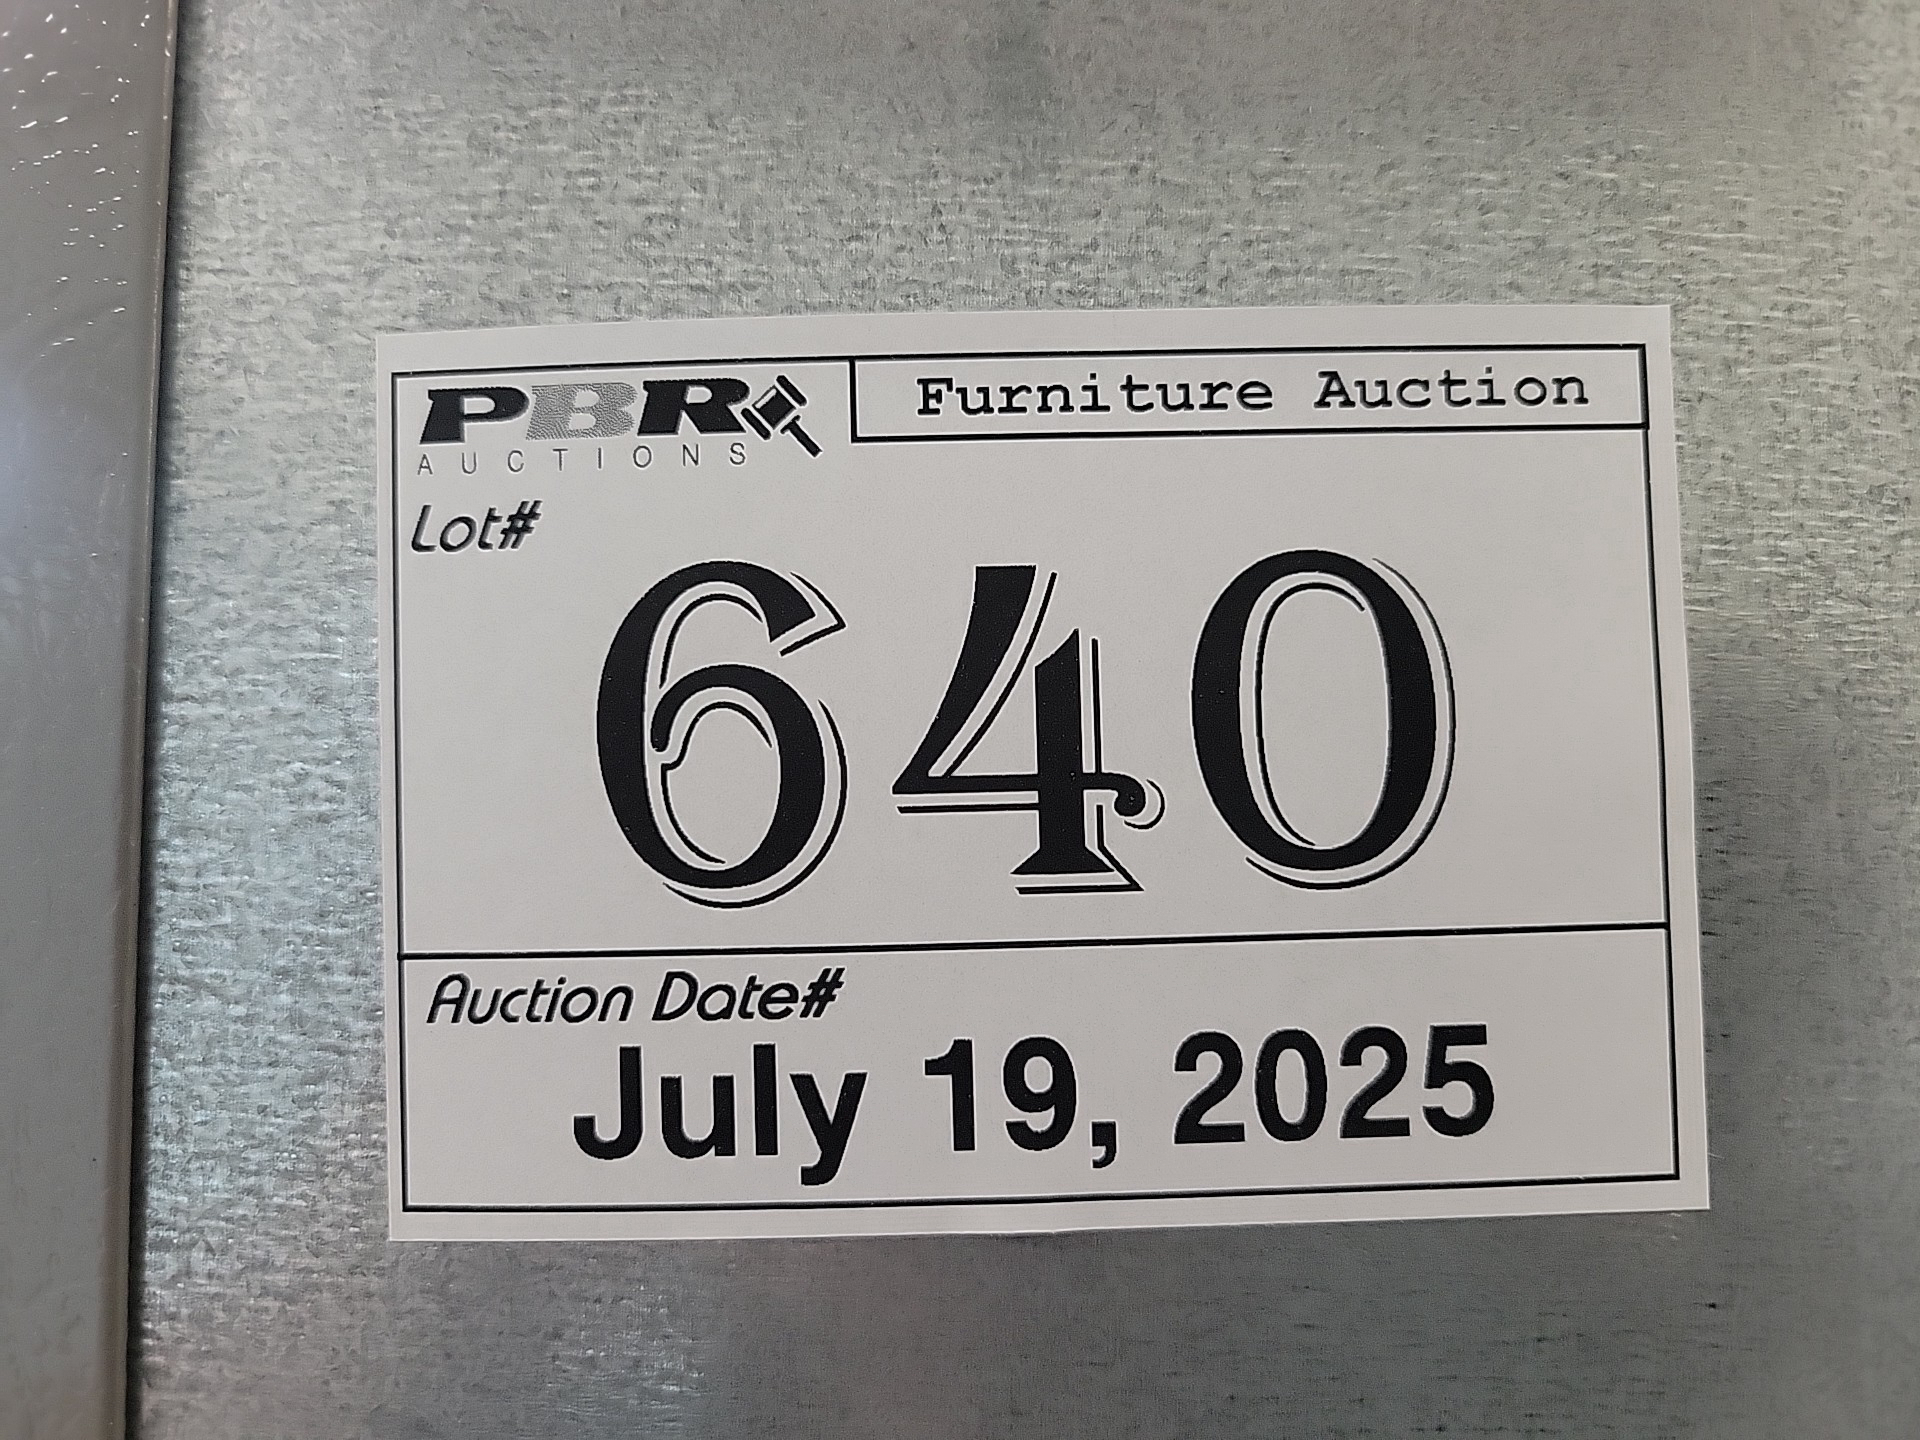 PBR
AUCTIONS
Furniture Auction
Lot#
640
Auction Date#
July 19, 2025